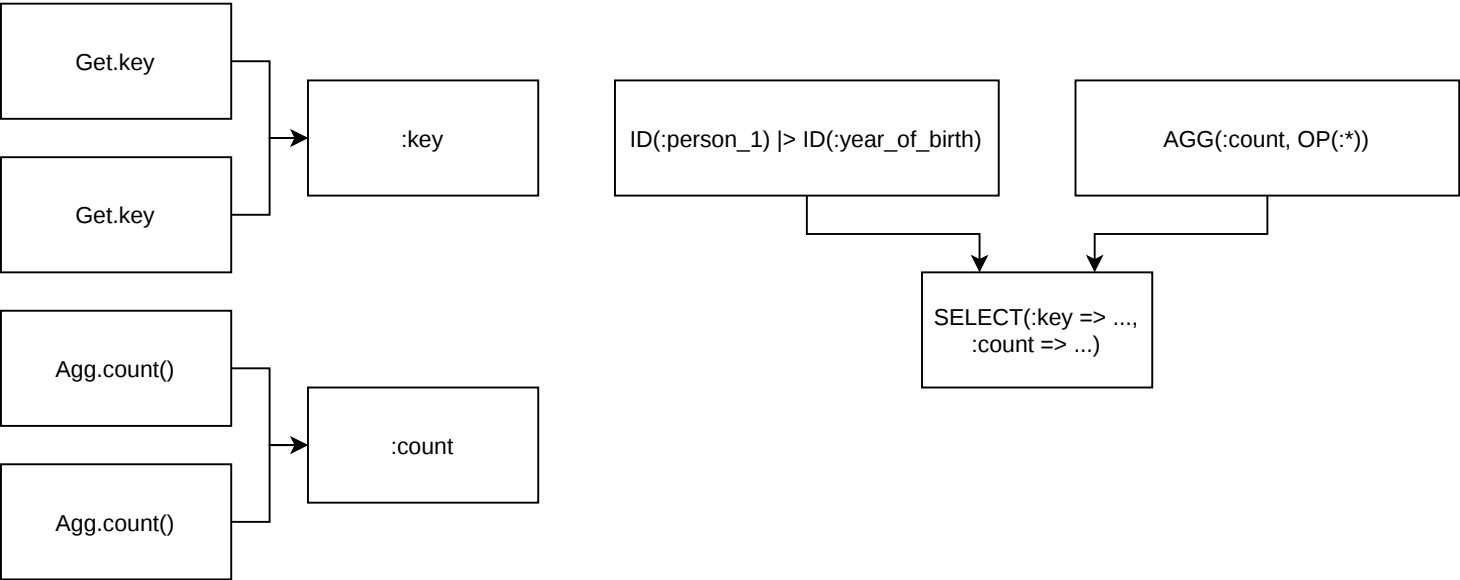 Get.key
Get.key
:key
Agg.count()
Agg.count()
:count
ID(:person_1) |> ID(:year_of_birth)
AGG(:count, OP(:*))
SELECT(:key => ...,
:count => ...)